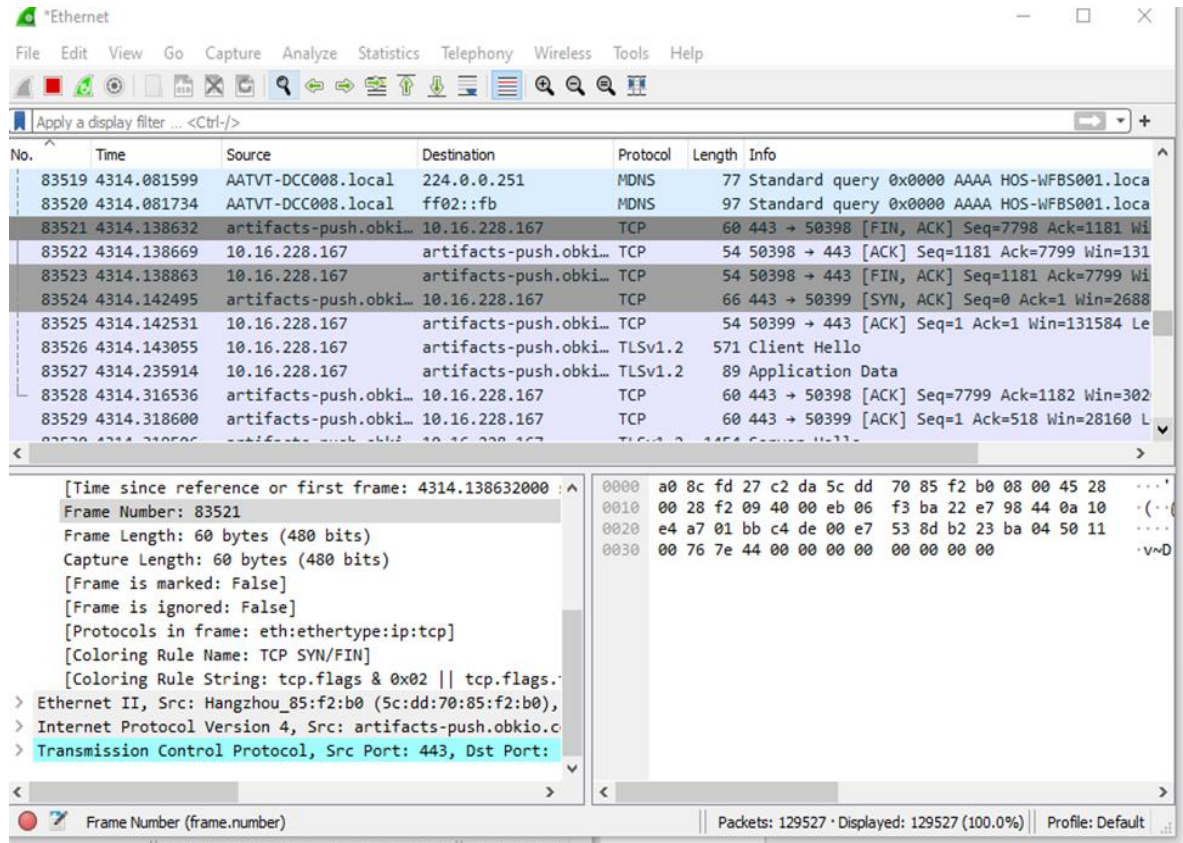 *Ethernet
File Edit View Go Capture Analyze Statistics Telephony Wireless Tools Help
Apply a display filter ... <Ctrl-/>
No. Time Source Destination Protocol Length Info
83519 4314.081599 AATVT-DCC008.local 224.0.0.251 MDNS 77 Standard query 0x0000 AAAA HOS-WFBS001.loca
83520 4314.081734 AATVT-DCC008.local ff02::fb MDNS 97 Standard query 0x0000 AAAA HOS-WFBS001.loca
83521 4314.138632 artifacts-push.obki… 10.16.228.167 TCP 60 443 → 50398 [FIN, ACK] Seq=7798 Ack=1181 Wi
83522 4314.138669 10.16.228.167 artifacts-push.obki… TCP 54 50398 → 443 [ACK] Seq=1181 Ack=7799 Win=131
83523 4314.138863 10.16.228.167 artifacts-push.obki… TCP 54 50398 → 443 [FIN, ACK] Seq=1181 Ack=7799 Wi
83524 4314.142495 artifacts-push.obki… 10.16.228.167 TCP 66 443 → 50399 [SYN, ACK] Seq=0 Ack=1 Win=2688
83525 4314.142531 10.16.228.167 artifacts-push.obki… TCP 54 50399 → 443 [ACK] Seq=1 Ack=1 Win=131584 Le
83526 4314.143055 10.16.228.167 artifacts-push.obki… TLSv1.2 571 Client Hello
83527 4314.235914 10.16.228.167 artifacts-push.obki… TLSv1.2 89 Application Data
83528 4314.316536 artifacts-push.obki… 10.16.228.167 TCP 60 443 → 50398 [ACK] Seq=7799 Ack=1182 Win=302
83529 4314.318600 artifacts-push.obki… 10.16.228.167 TCP 60 443 → 50399 [ACK] Seq=1 Ack=518 Win=28160 L
[Time since reference or first frame: 4314.138632000
Frame Number: 83521
Frame Length: 60 bytes (480 bits)
Capture Length: 60 bytes (480 bits)
[Frame is marked: False]
[Frame is ignored: False]
[Protocols in frame: eth:ethertype:ip:tcp]
[Coloring Rule Name: TCP SYN/FIN]
[Coloring Rule String: tcp.flags & 0x02 || tcp.flags.
Ethernet II, Src: Hangzhou_85:f2:b0 (5c:dd:70:85:f2:b0),
Internet Protocol Version 4, Src: artifacts-push.obkio.c
Transmission Control Protocol, Src Port: 443, Dst Port:
0000 a0 8c fd 27 c2 da 5c dd 70 85 f2 b0 08 00 45 28 ···'
0010 00 28 f2 09 40 00 eb 06 f3 ba 22 e7 98 44 0a 10 ·(··
0020 e4 a7 01 bb c4 de 00 e7 53 8d b2 23 ba 04 50 11 ····
0030 00 76 7e 44 00 00 00 00 00 00 00 00 ·v~D
Frame Number (frame.number) Packets: 129527 · Displayed: 129527 (100.0%) Profile: Default